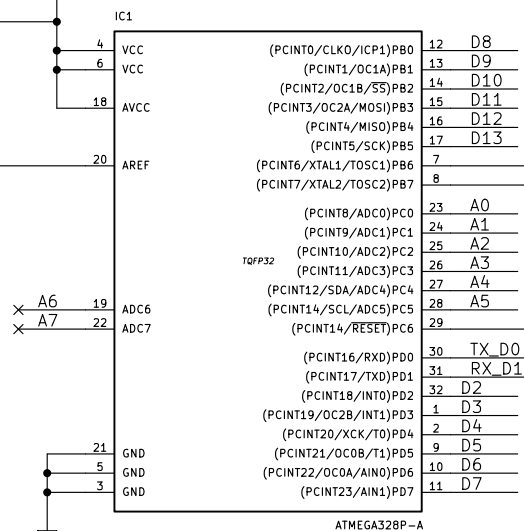 IC1
4 VCC (PCINT0/CLKO/ICP1)PB0 12 D8
6 VCC (PCINT1/OC1A)PB1 13 D9
(PCINT2/OC1B/SS)PB2 14 D10
18 AVCC (PCINT3/OC2A/MOSI)PB3 15 D11
(PCINT4/MISO)PB4 16 D12
(PCINT5/SCK)PB5 17 D13
20 AREF (PCINT6/XTAL1/TOSC1)PB6 7
(PCINT7/XTAL2/TOSC2)PB7 8
(PCINT8/ADC0)PC0 23 A0
(PCINT9/ADC1)PC1 24 A1
(PCINT10/ADC2)PC2 25 A2
TQFP32
(PCINT11/ADC3)PC3 26 A3
(PCINT12/SDA/ADC4)PC4 27 A4
A6 19 ADC6 (PCINT14/SCL/ADC5)PC5 28 A5
A7 22 ADC7 (PCINT14/RESET)PC6 29
(PCINT16/RXD)PD0 30 TX_D0
(PCINT17/TXD)PD1 31 RX_D1
(PCINT18/INT0)PD2 32 D2
(PCINT19/OC2B/INT1)PD3 1 D3
(PCINT20/XCK/T0)PD4 2 D4
21 GND (PCINT21/OC0B/T1)PD5 9 D5
5 GND (PCINT22/OC0A/AIN0)PD6 10 D6
3 GND (PCINT23/AIN1)PD7 11 D7
ATMEGA328P-A